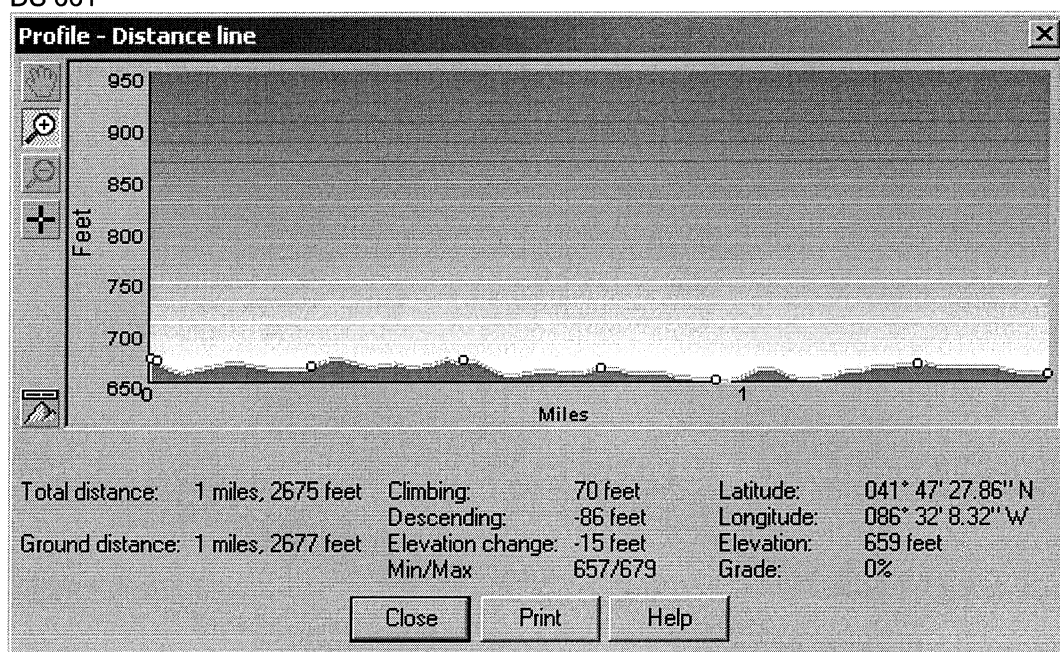 Profile - Distance line
950
900
850
800
750
700
650
Feet
0
1
Miles
Total distance: 1 miles, 2675 feet
Climbing: 70 feet
Latitude: 041° 47' 27.86" N
Descending: -86 feet
Longitude: 086° 32' 8.32" W
Ground distance: 1 miles, 2677 feet
Elevation change: -15 feet
Elevation: 659 feet
Min/Max 657/679
Grade: 0%
Close
Print
Help